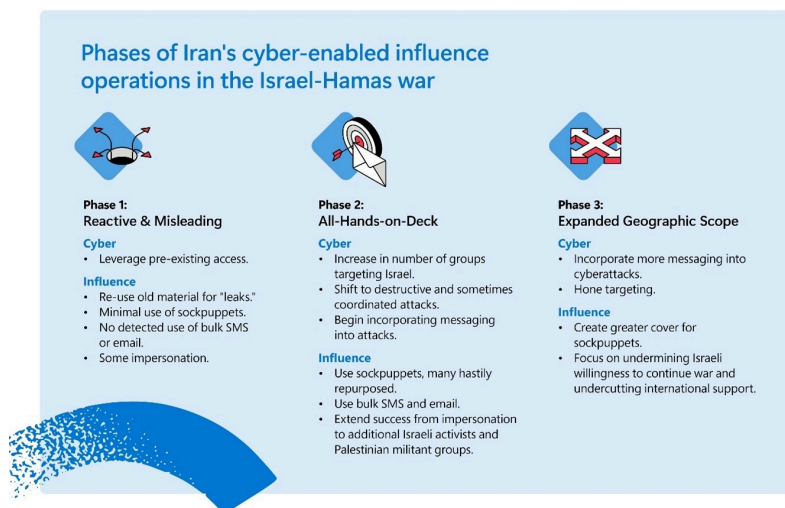 Phases of Iran's cyber-enabled influence
operations in the Israel-Hamas war
Phase 1:
Reactive & Misleading
Cyber
• Leverage pre-existing access.
Influence
• Re-use old material for "leaks."
• Minimal use of sockpuppets.
• No detected use of bulk SMS
or email.
• Some impersonation.
Phase 2:
All-Hands-on-Deck
Cyber
• Increase in number of groups
targeting Israel.
• Shift to destructive and sometimes
coordinated attacks.
• Begin incorporating messaging
into attacks.
Influence
• Use sockpuppets, many hastily
repurposed.
• Use bulk SMS and email.
• Extend success from impersonation
to additional Israeli activists and
Palestinian militant groups.
Phase 3:
Expanded Geographic Scope
Cyber
• Incorporate more messaging into
cyberattacks.
• Hone targeting.
Influence
• Create greater cover for
sockpuppets.
• Focus on undermining Israeli
willingness to continue war and
undercutting international support.